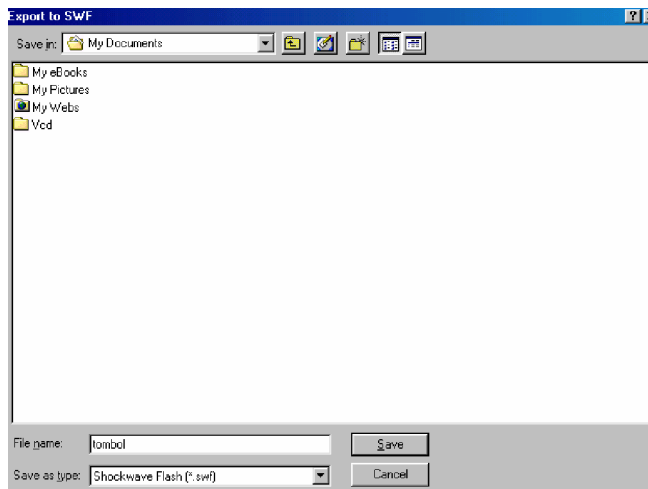 Export to SWF
Save in: My Documents
My eBooks
My Pictures
My Webs
Vcd
File name: tombol Save
Save as type: Shockwave Flash (*.swf) Cancel